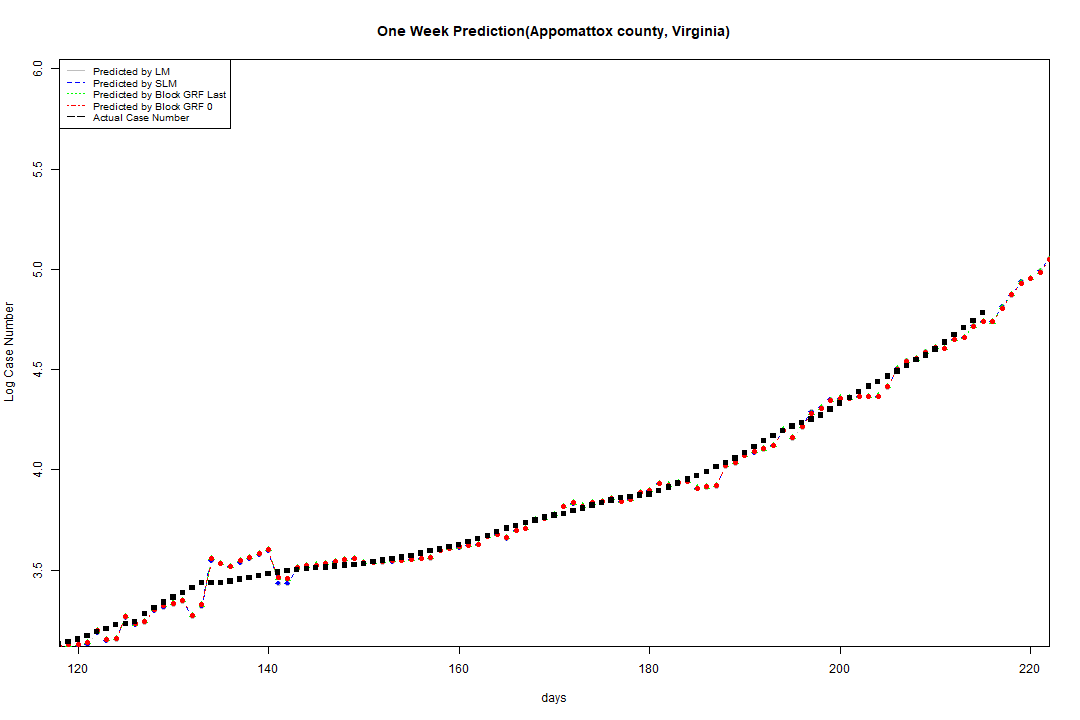 One Week Prediction(Appomattox county, Virginia)
Predicted by LM
Predicted by SLM
Predicted by Block GRF Last
Predicted by Block GRF 0
Actual Case Number
6.0
5.5
5.0
4.5
4.0
3.5
Log Case Number
120 140 160 180 200 220
days